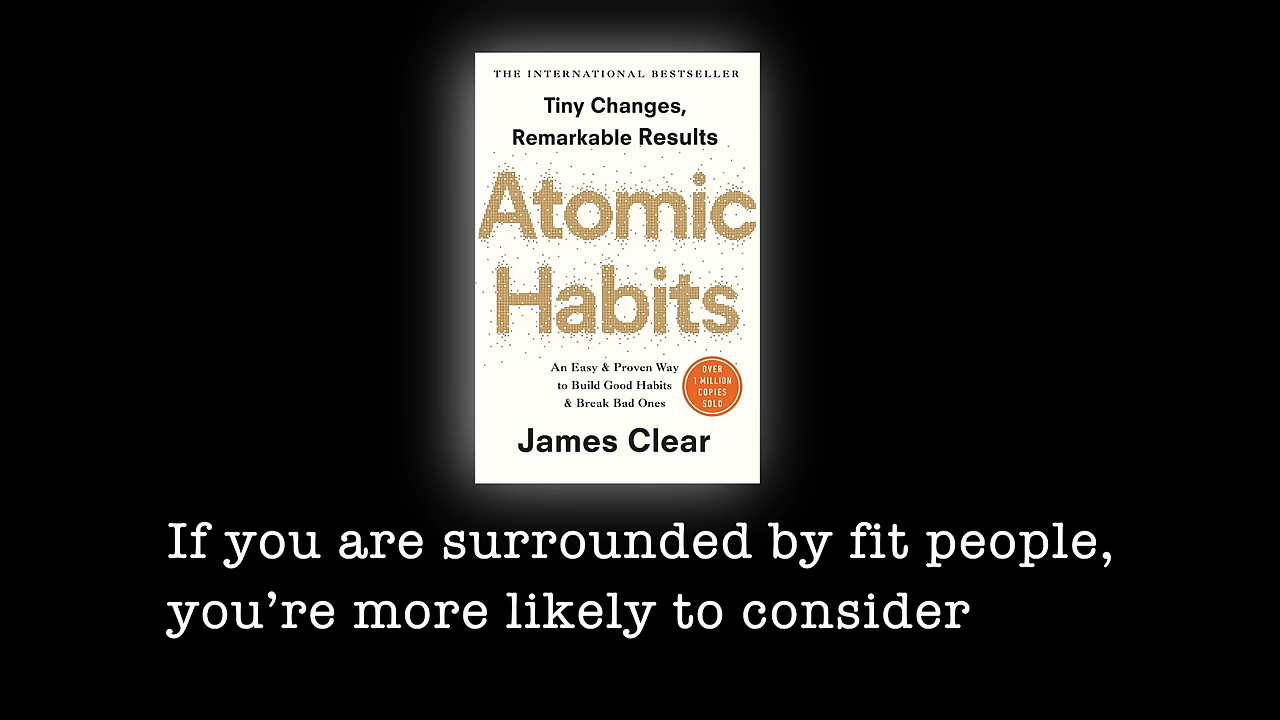 THE INTERNATIONAL BESTSELLER
Tiny Changes,
Remarkable Results
Atomic
Habits
An Easy & Proven Way
to Build Good Habits
& Break Bad Ones
OVER
1 MILLION
COPIES
SOLD
James Clear
If you are surrounded by fit people,
you’re more likely to consider